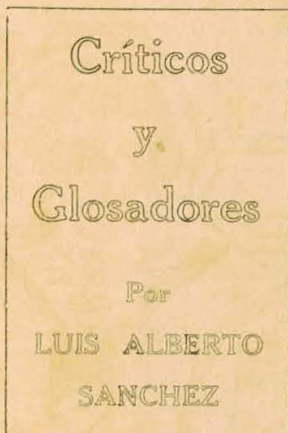 Críticos
y
Glosadores
Por
LUIS ALBERTO
SANCHEZ